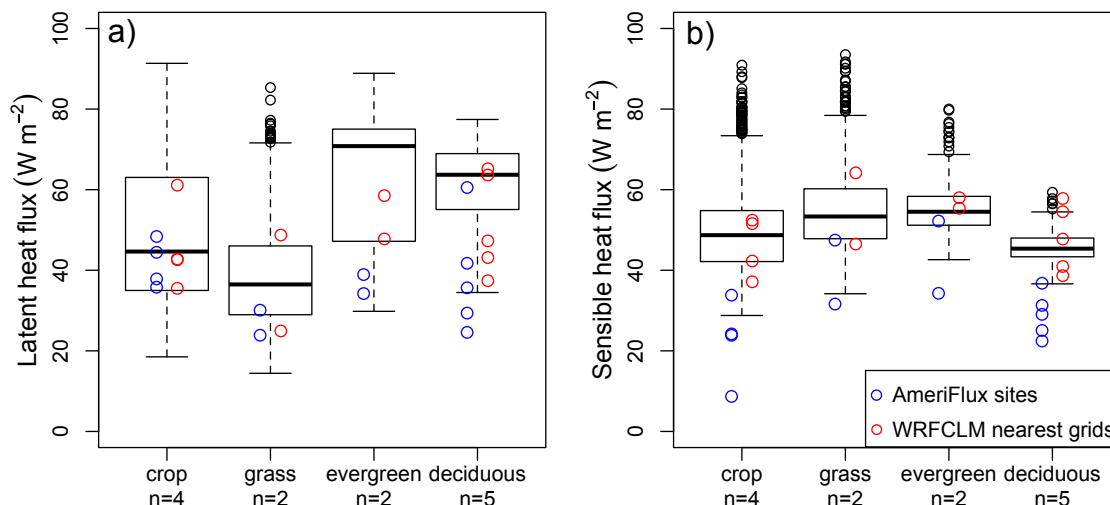 a)
Latent heat flux (W m−2)
100
80
60
40
20
0
crop grass evergreen deciduous
n=4 n=2 n=2 n=5
b)
Sensible heat flux (W m−2)
100
80
60
40
20
0
AmeriFlux sites
WRFCLM nearest grids
crop grass evergreen deciduous
n=4 n=2 n=2 n=5